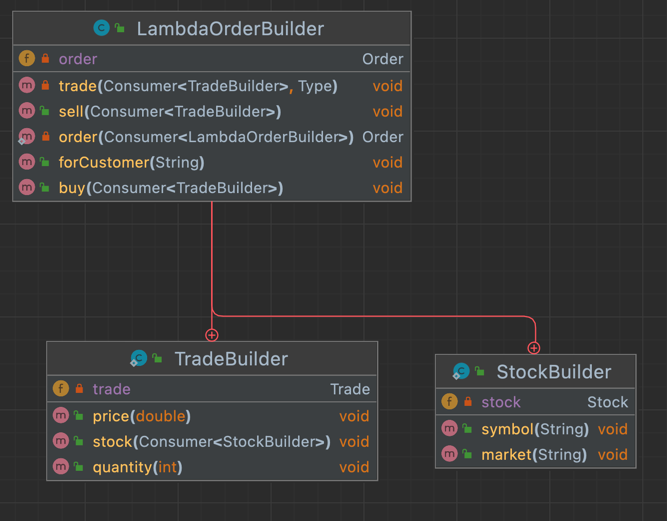 LambdaOrderBuilder
order Order
trade(Consumer<TradeBuilder>, Type) void
sell(Consumer<TradeBuilder>) void
order(Consumer<LambdaOrderBuilder>) Order
forCustomer(String) void
buy(Consumer<TradeBuilder>) void
TradeBuilder
trade Trade
price(double) void
stock(Consumer<StockBuilder>) void
quantity(int) void
StockBuilder
stock Stock
symbol(String) void
market(String) void